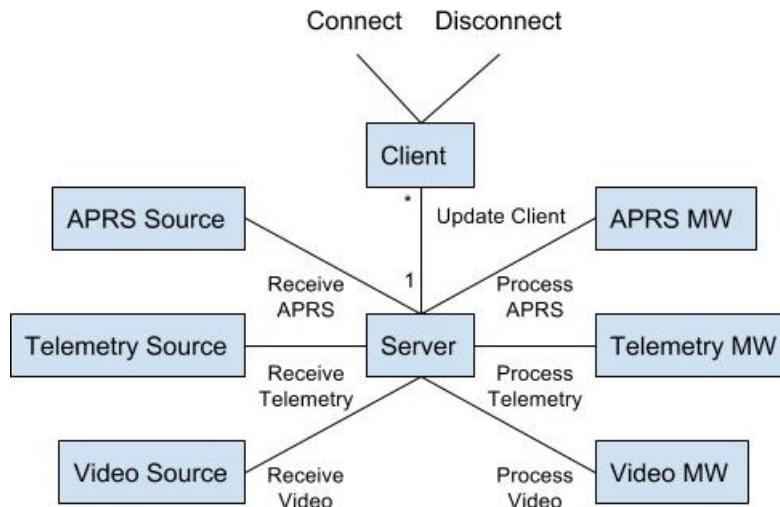 Connect Disconnect
Client
*
Update Client
APRS Source
APRS MW
1
Receive
APRS
Process
APRS
Telemetry Source
Server
Telemetry MW
Receive
Telemetry
Process
Telemetry
Video Source
Receive
Video
Process
Video
Video MW